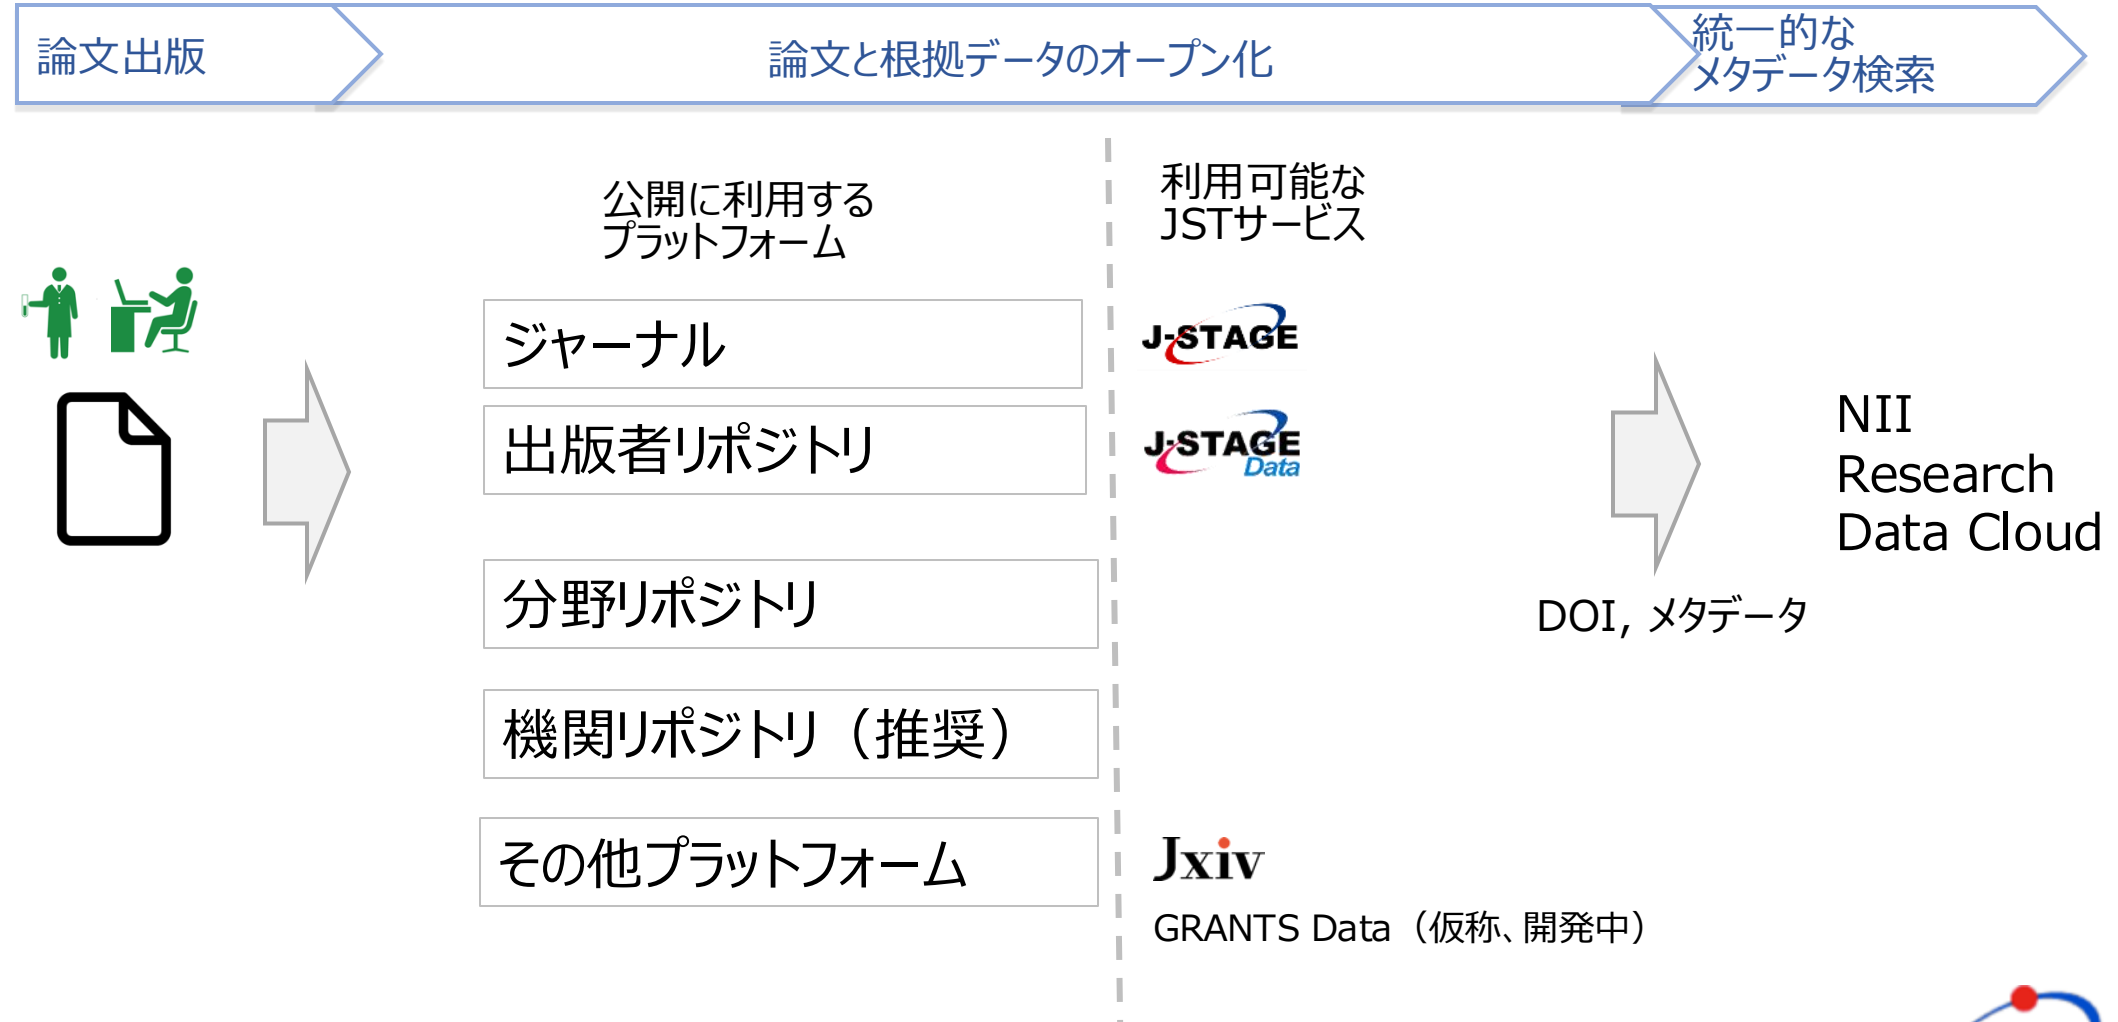 論文出版
論文と根拠データのオープン化
統一的な
メタデータ検索
公開に利用する
プラットフォーム
利用可能な
JSTサービス
ジャーナル
J-STAGE
出版者リポジトリ
J-STAGE
Data
分野リポジトリ
機関リポジトリ（推奨）
その他プラットフォーム
Jxiv
GRANTS Data（仮称、開発中）
DOI, メタデータ
NII
Research
Data Cloud